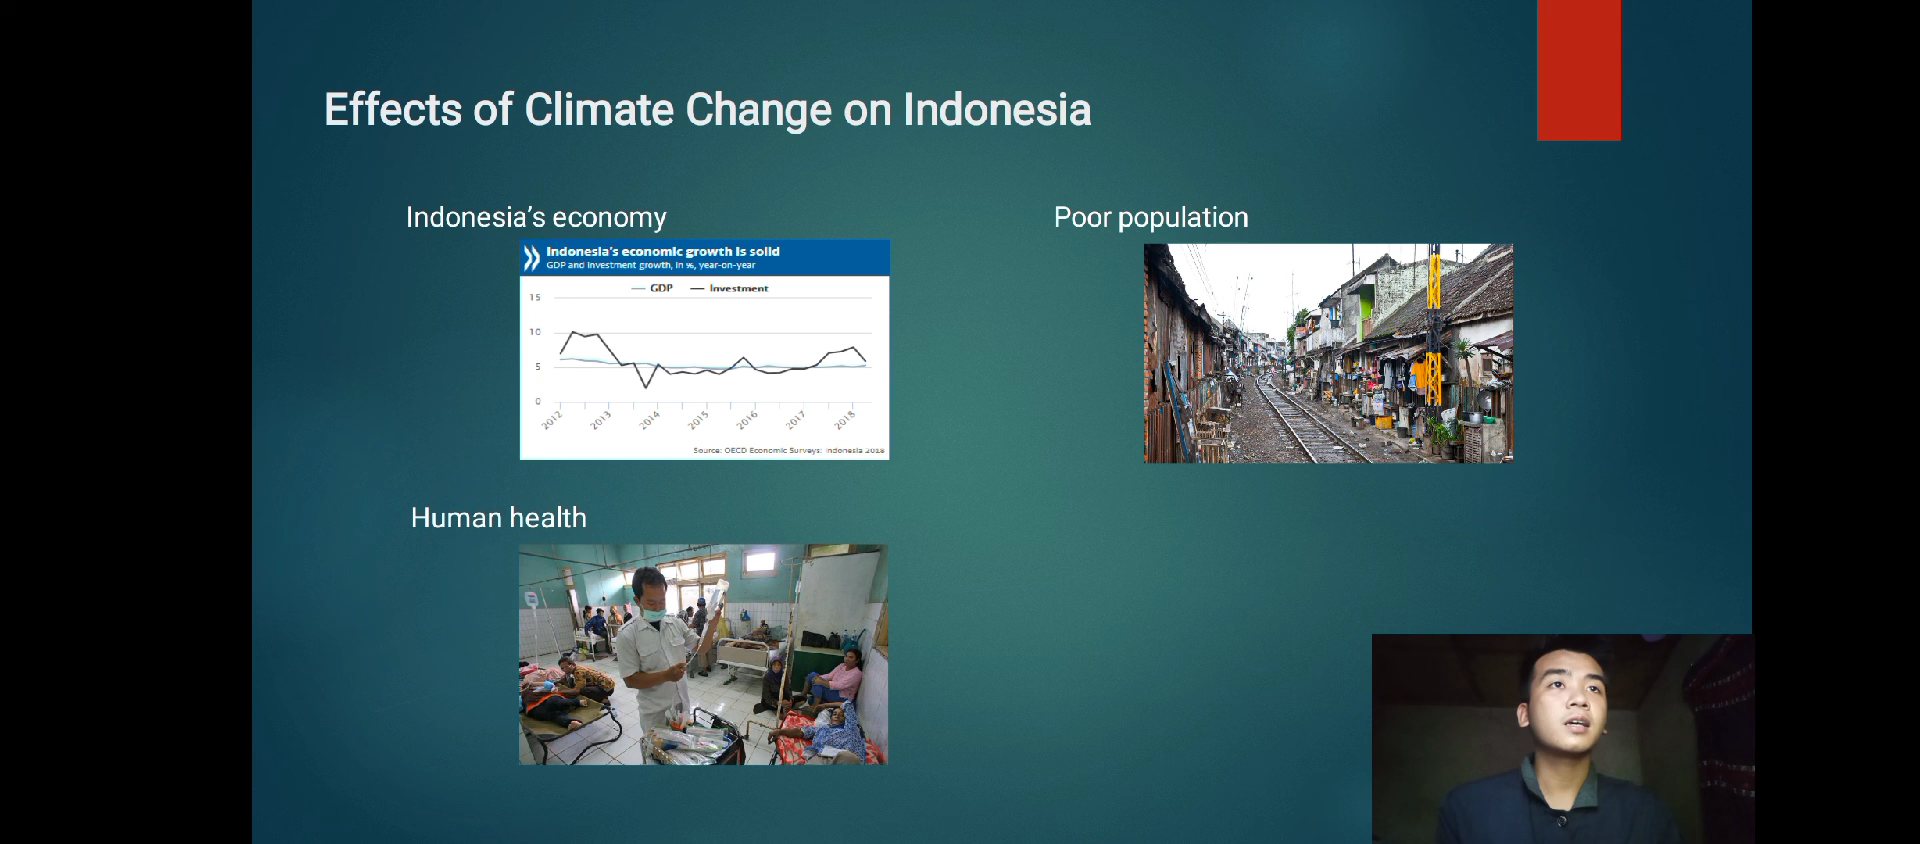 Effects of Climate Change on Indonesia
Indonesia's economy
Indonesia's economic growth is solid
GDP and investment growth, in %, year-on-year
GDP
Investment
15
10
5
0
2012
2013
2014
2015
2016
2017
2018
Source: OECD Economic Surveys: Indonesia 2018
Poor population
Human health